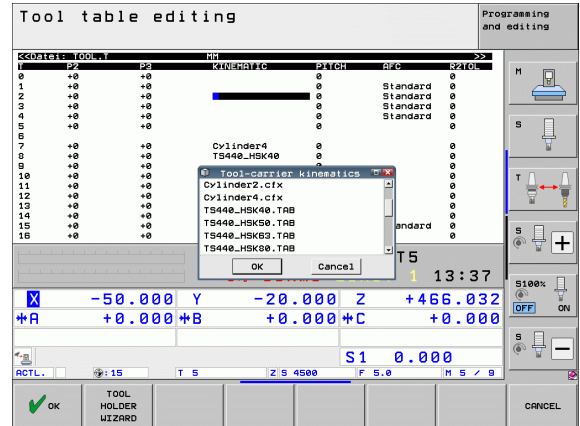 Tool table editing
Programming
and editing
<<Datei: TOOL.T MM >>
T P2 P3 KINEMATIC PITCH AFC R2TOL
0 +0 +0 0 0
1 +0 +0 0 Standard 0
2 +0 +0 0 Standard 0
3 +0 +0 0 Standard 0
4 +0 +0 0 Standard 0
5 +0 +0 0 0
6
7 +0 +0 Cylinder4 0 0
8 +0 +0 TS440_HSK40 0 0
9 +0 +0 0
10 +0 +0 0
11 +0 +0 0
12 +0 +0 0
13 +0 +0 0
14 +0 +0 0
15 +0 +0 andard 0
16 +0 +0 0
Tool-carrier kinematics
Cylinder2.cfx
Cylinder4.cfx
TS440_HSK40.TAB
TS440_HSK50.TAB
TS440_HSK63.TAB
TS440_HSK80.TAB
OK Cancel
T5
1 13:37
X -50.000 Y -20.000 Z +466.032
A +0.000 B +0.000 C +0.000
S1 0.000
ACTL. :15 T 5 Z S 4500 F 5.0 M 5 / 9
M
S
T
S
S100%
OFF ON
S
OK
TOOL
HOLDER
WIZARD
CANCEL